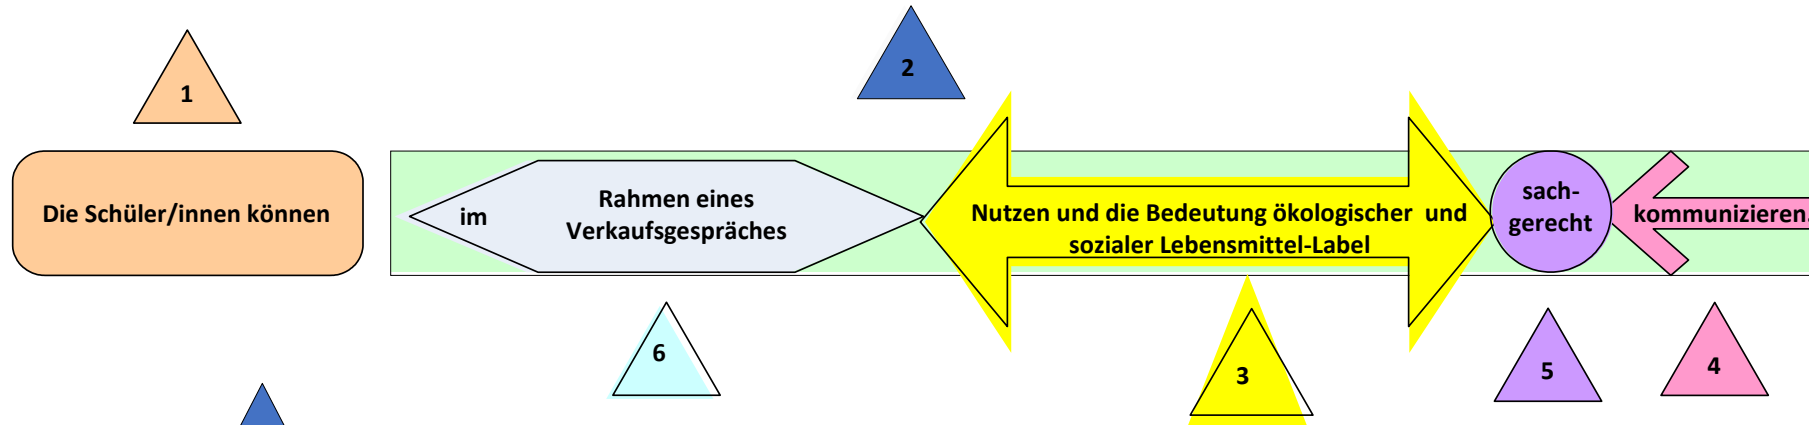 1
2
Die Schüler/innen können
im
Rahmen eines
Verkaufsgespräches
Nutzen und die Bedeutung ökologischer und
sozialer Lebensmittel-Label
sach-
gerecht
kommunizieren.
6
3
5
4